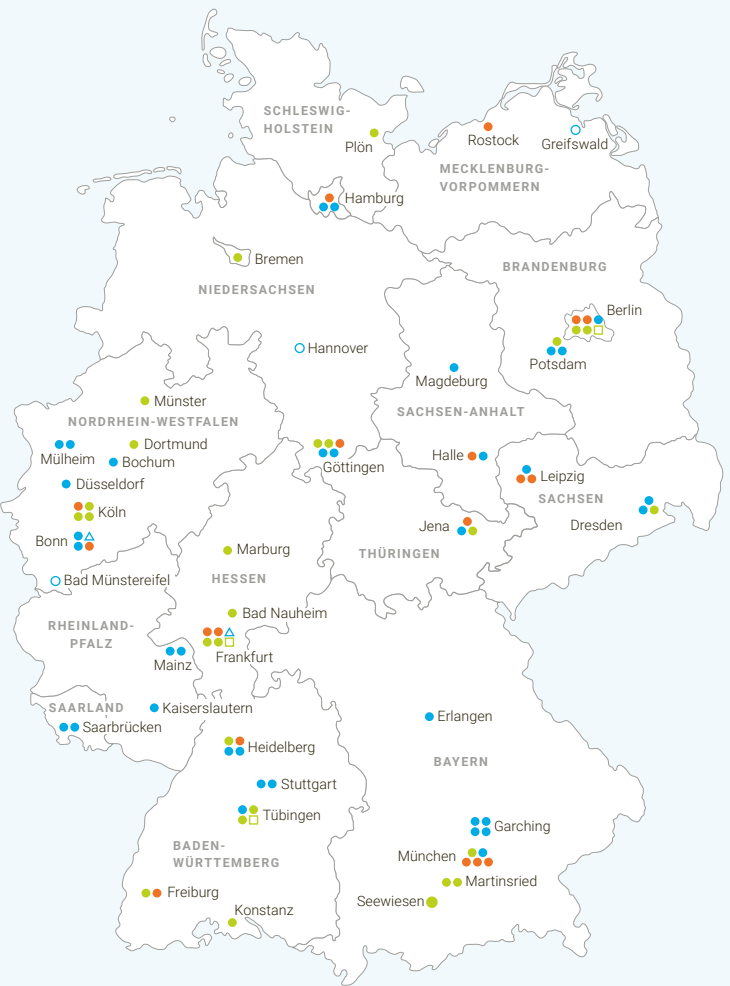 SCHLESWIG-
HOLSTEIN
Plön
Rostock
Greifswald
MECKLENBURG-
VORPOMMERN
Hamburg
Bremen
NIEDERSACHSEN
BRANDENBURG
Berlin
Hannover
Potsdam
Magdeburg
SACHSEN-ANHALT
Münster
NORDRHEIN-WESTFALEN
Dortmund
Mülheim
Bochum
Göttingen
Halle
Leipzig
Düsseldorf
SACHSEN
Köln
Jena
Dresden
Bonn
Marburg
THÜRINGEN
Bad Münstereifel
HESSEN
Bad Nauheim
RHEINLAND-
PFALZ
Mainz
Frankfurt
SAARLAND
Kaiserslautern
Saarbrücken
Erlangen
Heidelberg
BAYERN
Stuttgart
Tübingen
Garching
BADEN-
WÜRTTEMBERG
München
Martinsried
Freiburg
Seewiesen
Konstanz